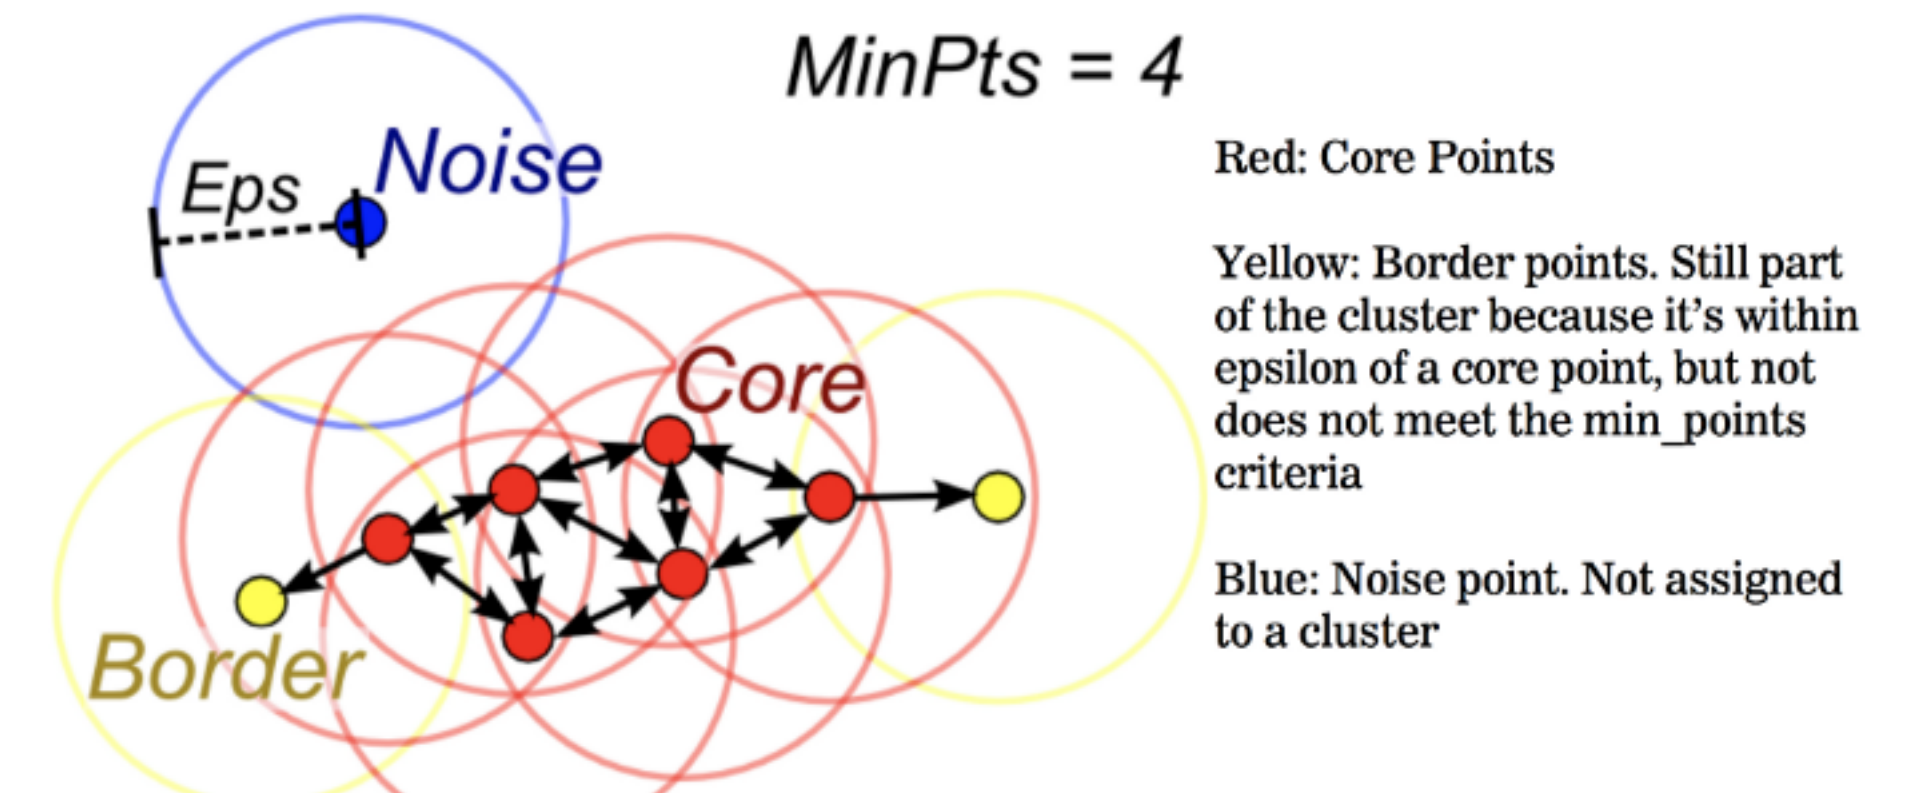 MinPts = 4
Noise
Eps
Core
Border
Red: Core Points
Yellow: Border points. Still part
of the cluster because it’s within
epsilon of a core point, but not
does not meet the min_points
criteria
Blue: Noise point. Not assigned
to a cluster